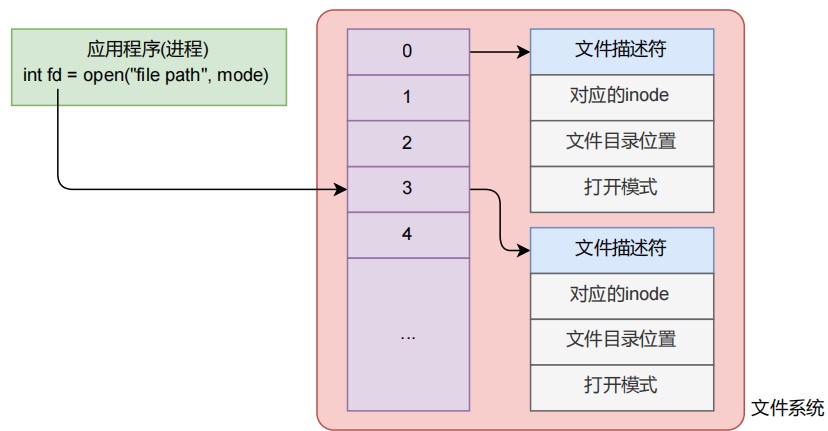 应用程序(进程)
int fd = open("file path", mode)
0
1
2
3
4
...
文件描述符
对应的inode
文件目录位置
打开模式
文件描述符
对应的inode
文件目录位置
打开模式
文件系统